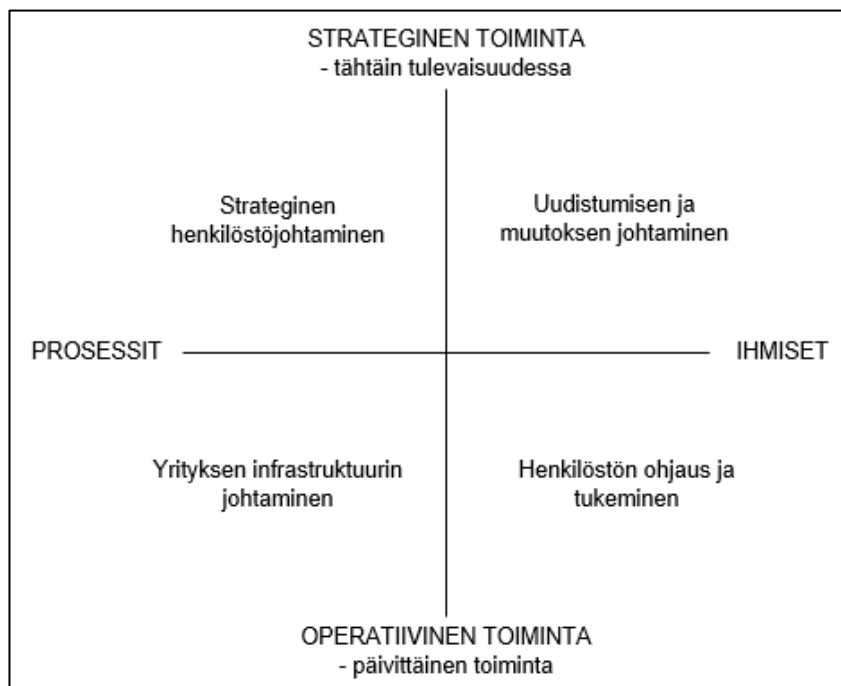 STRATEGINEN TOIMINTA
- tähtäin tulevaisuudessa
Strateginen
henkilöstöjohtaminen
Uudistumisen ja
muutoksen johtaminen
PROSESSIT
IHMISET
Yrityksen infrastruktuurin
johtaminen
Henkilöstön ohjaus ja
tukeminen
OPERATIIVINEN TOIMINTA
- päivittäinen toiminta